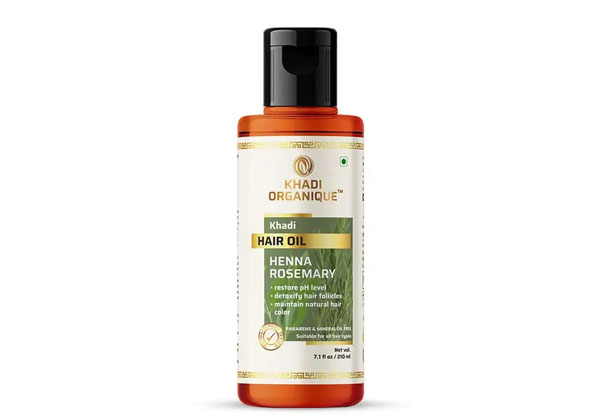 KHADI
ORGANIQUE™
Khadi
HAIR OIL
HENNA
ROSEMARY
• restore pH level
• detoxify hair follicles
• maintain natural hair
color
PARABENS & MINERAL OIL FREE
Suitable for all hair types
Net vol.
7.1 fl oz / 210 ml